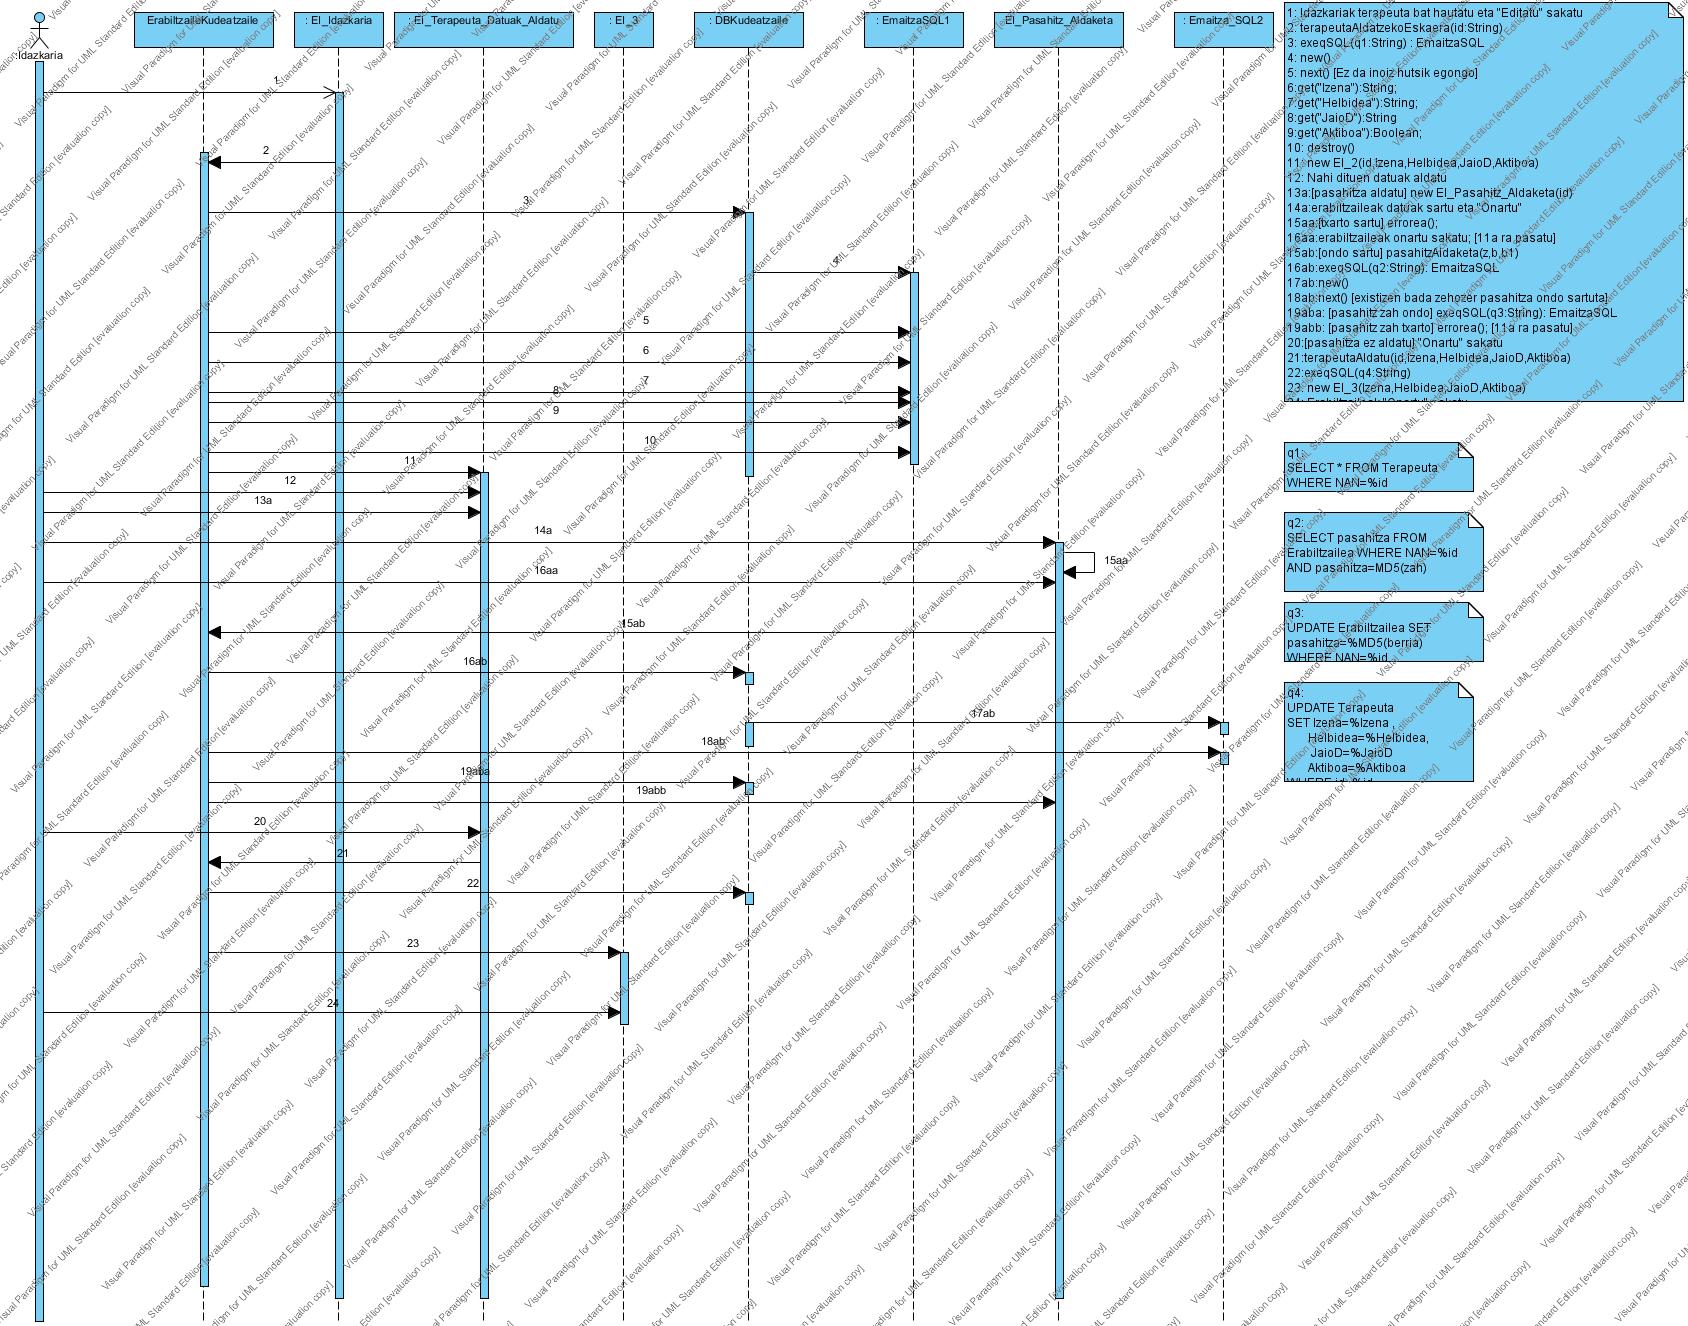 ErabiltzaileKudeatzaile
: EI_Idazkaria
EI_Terapeuta_Datuak_Aldatu
: EI_3
: DBKudeatzaile
: EmaitzaSQL1
EI_Pasahitz_Aldaketa
: Emaitza_SQL2
:Idazkaria
1
2
3
4
5
6
7
8
9
10
11
12
13a
14a
15aa
16aa
15ab
16ab
17ab
18ab
19aba
19abb
20
21
22
23
24
1: Idazkariak terapeuta bat hautatu eta "Editatu" sakatu
2: terapeutaAldatzekoEskaera(id:String)
3: exeqSQL(q1:String) : EmaitzaSQL
4: new()
5: next() [Ez da inoiz hutsik egongo]
6:get("Izena"):String;
7:get("Helbidea"):String;
8:get("JaioD"):String
9:get("Aktiboa"):Boolean;
10: destroy()
11: new EI_2(id,Izena,Helbidea,JaioD,Aktiboa)
12: Nahi dituen datuak aldatu
13a:[pasahitza aldatu] new EI_Pasahitz_Aldaketa(id)
14a:erabiltzaileak datuak sartu eta "Onartu"
15aa:[txarto sartu] errorea();
16aa:erabiltzaileak onartu sakatu; [11a ra pasatu]
15ab:[ondo sartu] pasahitzAldaketa(z,b,b1)
16ab:exeqSQL(q2:String): EmaitzaSQL
17ab:new()
18ab:next() [existizen bada zehozer pasahitza ondo sartuta]
19aba: [pasahitz zah ondo] exeqSQL(q3:String): EmaitzaSQL
19abb: [pasahitz zah txarto] errorea(); [11a ra pasatu]
20:[pasahitza ez aldatu] "Onartu" sakatu
21:terapeutaAldatu(id,Izena,Helbidea,JaioD,Aktiboa)
22:exeqSQL(q4:String)
23: new EI_3(Izena,Helbidea,JaioD,Aktiboa)
24: Erabiltzaileak "Onartu" sakatu
q1:
SELECT * FROM Terapeuta
WHERE NAN=%id
q2:
SELECT pasahitza FROM
Erabiltzailea WHERE NAN=%id
AND pasahitza=MD5(zah)
q3:
UPDATE Erabiltzailea SET
pasahitza=%MD5(berria)
WHERE NAN=%id
q4:
UPDATE Terapeuta
SET Izena=%Izena ,
Helbidea=%Helbidea,
JaioD=%JaioD
Aktiboa=%Aktiboa
WHERE id=%id
Visual Paradigm for UML Standard Edition [evaluation copy]